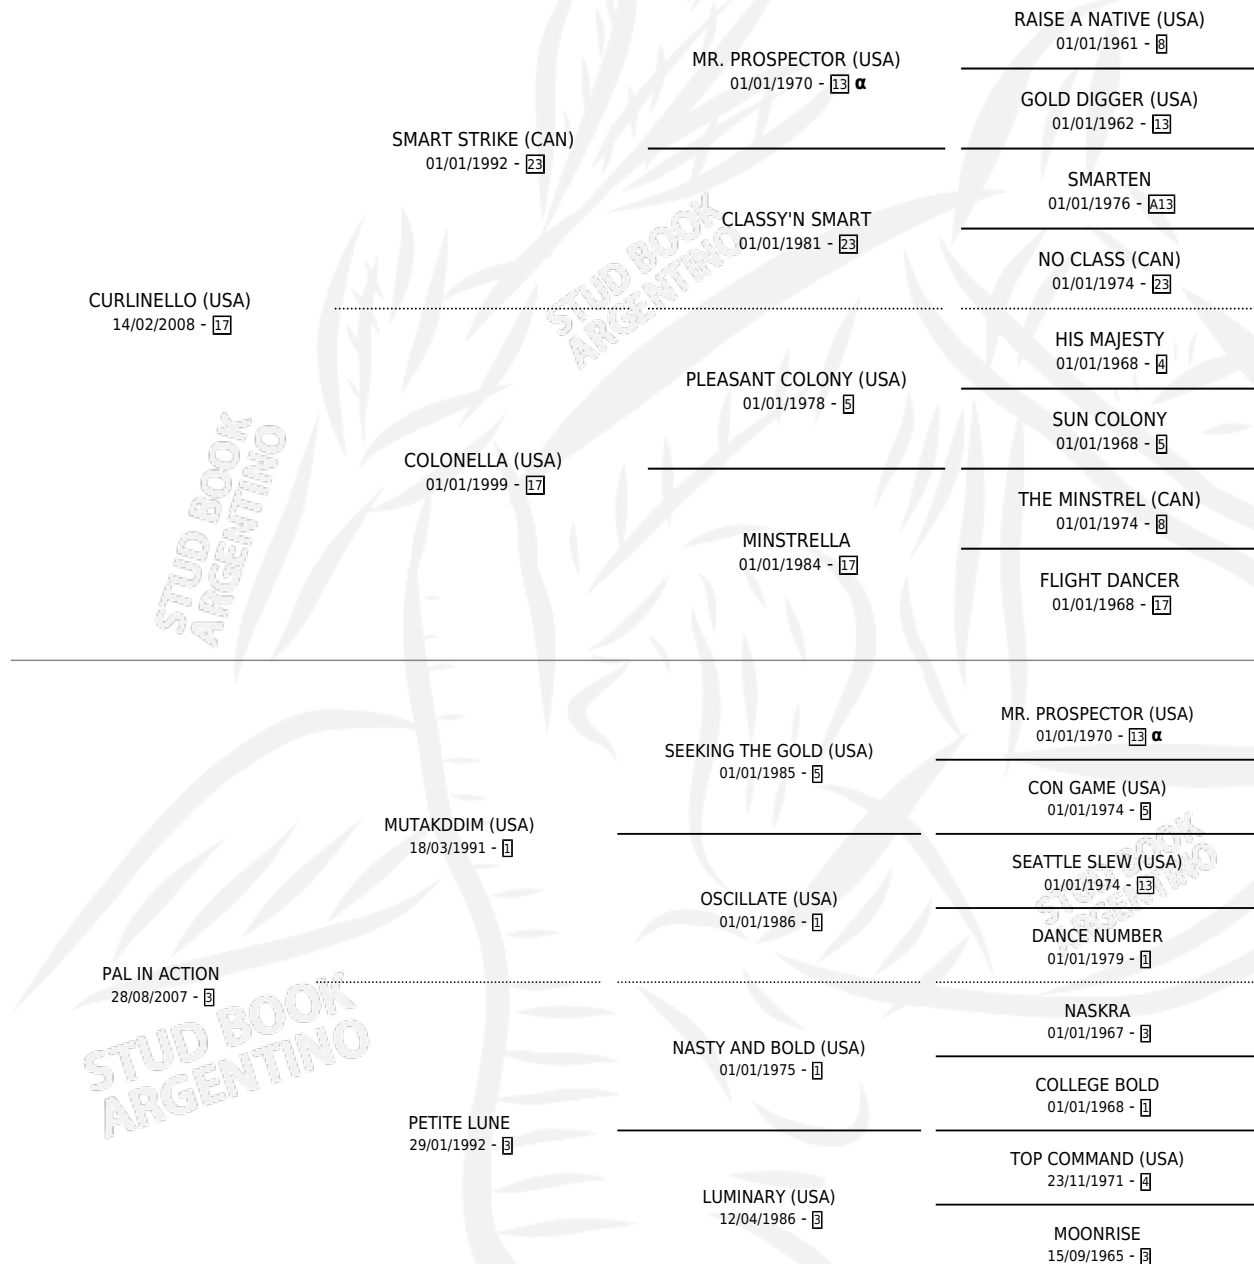 RAISE A NATIVE (USA)
01/01/1961 - 8
MR. PROSPECTOR (USA)
01/01/1970 - 13 α
GOLD DIGGER (USA)
01/01/1962 - 13
SMART STRIKE (CAN)
01/01/1992 - 23
SMARTEN
01/01/1976 - A13
CLASSY'N SMART
01/01/1981 - 23
NO CLASS (CAN)
01/01/1974 - 23
CURLINELLO (USA)
14/02/2008 - 17
HIS MAJESTY
01/01/1968 - 4
PLEASANT COLONY (USA)
01/01/1978 - 5
SUN COLONY
01/01/1968 - 5
COLONELLA (USA)
01/01/1999 - 17
THE MINSTREL (CAN)
01/01/1974 - 8
MINSTRELLA
01/01/1984 - 17
FLIGHT DANCER
01/01/1968 - 17
MR. PROSPECTOR (USA)
01/01/1970 - 13 α
SEEKING THE GOLD (USA)
01/01/1985 - 5
CON GAME (USA)
01/01/1974 - 5
MUTAKDDIM (USA)
18/03/1991 - 1
SEATTLE SLEW (USA)
01/01/1974 - 13
OSCILLATE (USA)
01/01/1986 - 1
DANCE NUMBER
01/01/1979 - 1
PAL IN ACTION
28/08/2007 - 3
NASKRA
01/01/1967 - 3
NASTY AND BOLD (USA)
01/01/1975 - 1
COLLEGE BOLD
01/01/1968 - 1
PETITE LUNE
29/01/1992 - 3
TOP COMMAND (USA)
23/11/1971 - 4
LUMINARY (USA)
12/04/1986 - 3
MOONRISE
15/09/1965 - 3
STUD BOOK
ARGENTINO
STUD BOOK
ARGENTINO
STUD BOOK
ARGENTINO
STUD BOOK
ARGENTINO